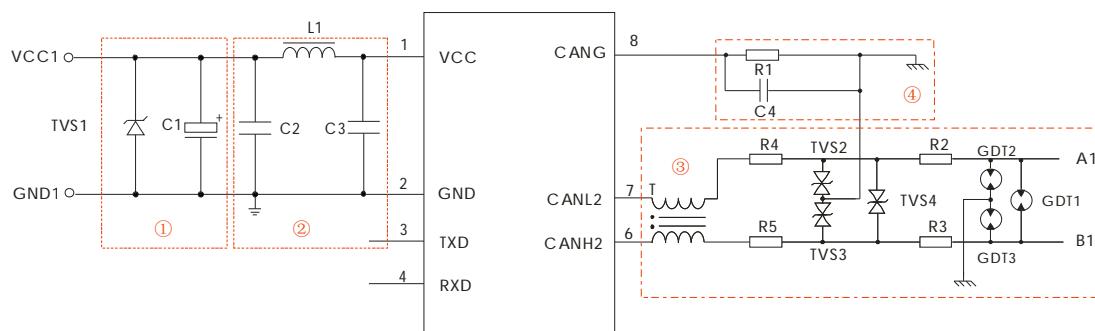 L1
8
VCC1
1
VCC
CANG
R1
④
C4
TVS1
C1
+
C2
C3
R4
TVS2
R2
GDT2
A1
③
GND1
2
GND
7
T
CANL2
TVS4
GDT1
①
②
3
TXD
CANH2
6
R5
TVS3
R3
GDT3
B1
4
RXD